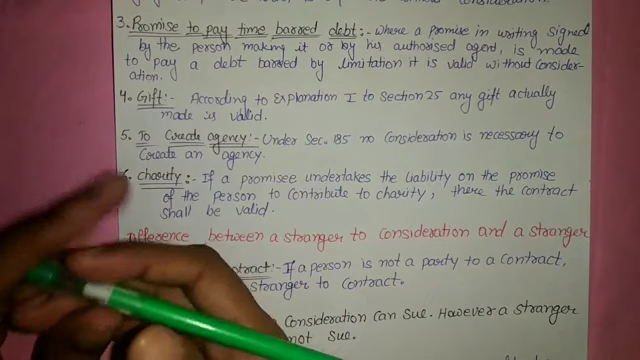 3. Promise to pay time barred debt :- Where a promise in writing signed
by the person making it or by his authorised agent, is made
to pay a debt barred by limitation it is valid without consider-
ation.
4. Gift :- According to Explanation I to Section 25 any gift actually
made is valid.
5. To Create agency :- Under Sec. 185 no Consideration is necessary to
Create an agency.
charity :- If a promisee undertakes the liability on the promise
of the person to contribute to charity, there the contract
shall be valid.
Difference between a stranger to consideration and a stranger
If a person is not a party to a Contract,
stranger to Contract.
Consideration can Sue. However a stranger
not Sue.